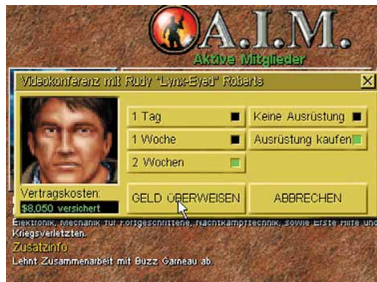 A.I.M.
Aktive Mitglieder
Videokonferenz mit Rudy "Lynx-Eyed" Roberts
1 Tag
Keine Ausrüstung
1 Woche
Ausrüstung kaufen
2 Wochen
Vertragskosten:
$8,050 versichert
GELD ÜBERWEISEN
ABBRECHEN
Elektronik, Mechanik für Fortgeschrittene, Nachtkampftechnik, sowie Erste Hilfe und
Kriegsverletzten.
Zusatzinfo
Lehnt Zusammenarbeit mit Buzz Garneau ab.